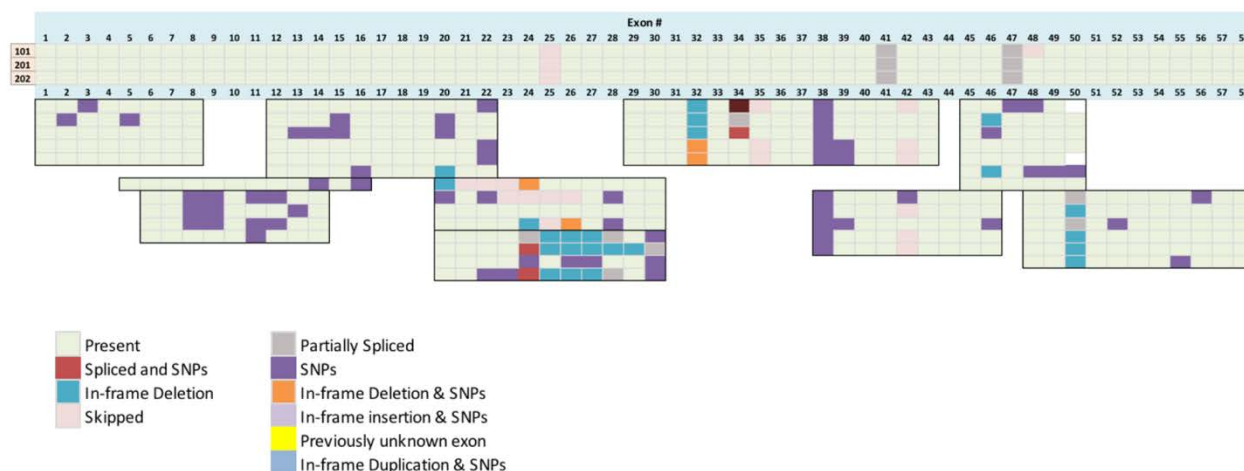 Exon #
1 2 3 4 5 6 7 8 9 10 11 12 13 14 15 16 17 18 19 20 21 22 23 24 25 26 27 28 29 30 31 32 33 34 35 36 37 38 39 40 41 42 43 44 45 46 47 48 49 50 51 52 53 54 55 56 57 5
101
201
202
1 2 3 4 5 6 7 8 9 10 11 12 13 14 15 16 17 18 19 20 21 22 23 24 25 26 27 28 29 30 31 32 33 34 35 36 37 38 39 40 41 42 43 44 45 46 47 48 49 50 51 52 53 54 55 56 57 5
Present
Spliced and SNPs
In-frame Deletion
Skipped
Partially Spliced
SNPs
In-frame Deletion & SNPs
In-frame insertion & SNPs
Previously unknown exon
In-frame Duplication & SNPs